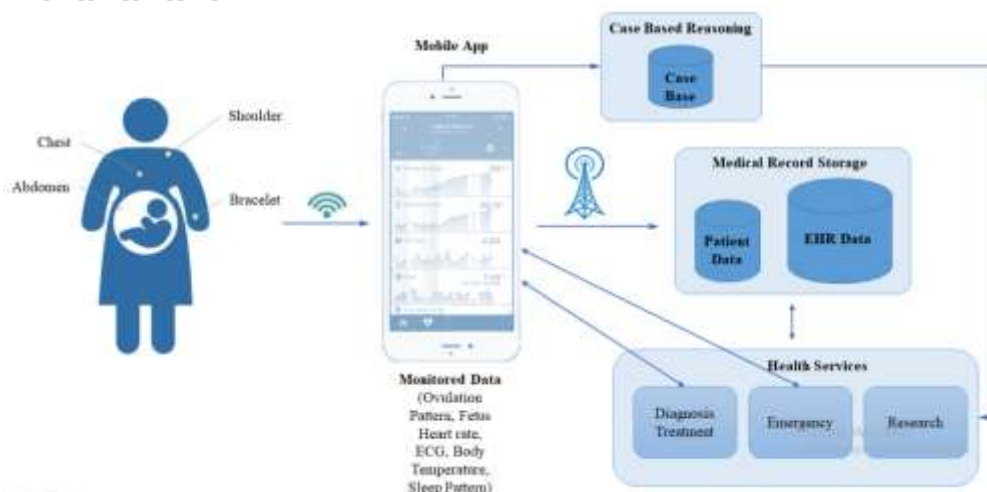 Case Based Reasoning
Mobile App
Case
Base
Shoulder
Chest
Abdomen
Bracelet
Medical Record Storage
Patient
Data
EHR Data
Health Services
Diagnosis
Treatment
Emergency
Research
Monitored Data
(Ovulation
Pattern, Fetus
Heart rate,
ECG, Body
Temperature,
Sleep Pattern)